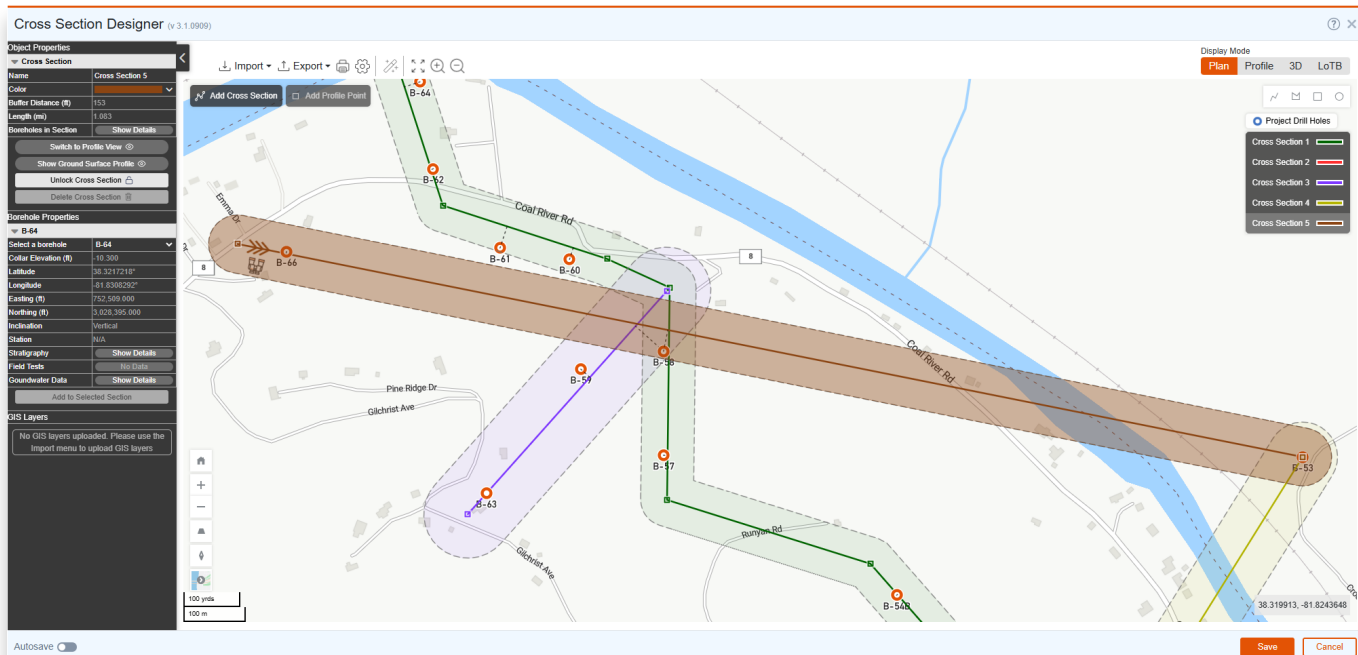 Cross Section Designer (v 3.1.0909)
Object Properties
Cross Section
Name Cross Section 5
Color
Buffer Distance (ft) 153
Length (mi) 1.083
Boreholes in Section Show Details
Switch to Profile View
Show Ground Surface Profile
Unlock Cross Section
Delete Cross Section
Borehole Properties
B-64
Select a borehole B-64
Collar Elevation (ft) -10.300
Latitude 38.3217218°
Longitude -81.8308292°
Easting (ft) 752,509.000
Northing (ft) 3,028,395.000
Inclination Vertical
Station N/A
Stratigraphy Show Details
Field Tests No Data
Goundwater Data Show Details
Add to Selected Section
GIS Layers
No GIS layers uploaded. Please use the
Import menu to upload GIS layers
Import Export
Display Mode
Plan Profile 3D LoTB
Add Cross Section Add Profile Point
Project Drill Holes
Cross Section 1
Cross Section 2
Cross Section 3
Cross Section 4
Cross Section 5
B-64
B-62
Emma Dr
Coal River Rd
8
B-66
B-61
B-60
8
B-58
Coal River Rd
B-59
Pine Ridge Dr
Gilchrist Ave
B-57
B-53
B-63
Runyan Rd
Gilchrist Ave
B-54B
100 yrds
100 m
38.319913, -81.8243648
Autosave
Save Cancel